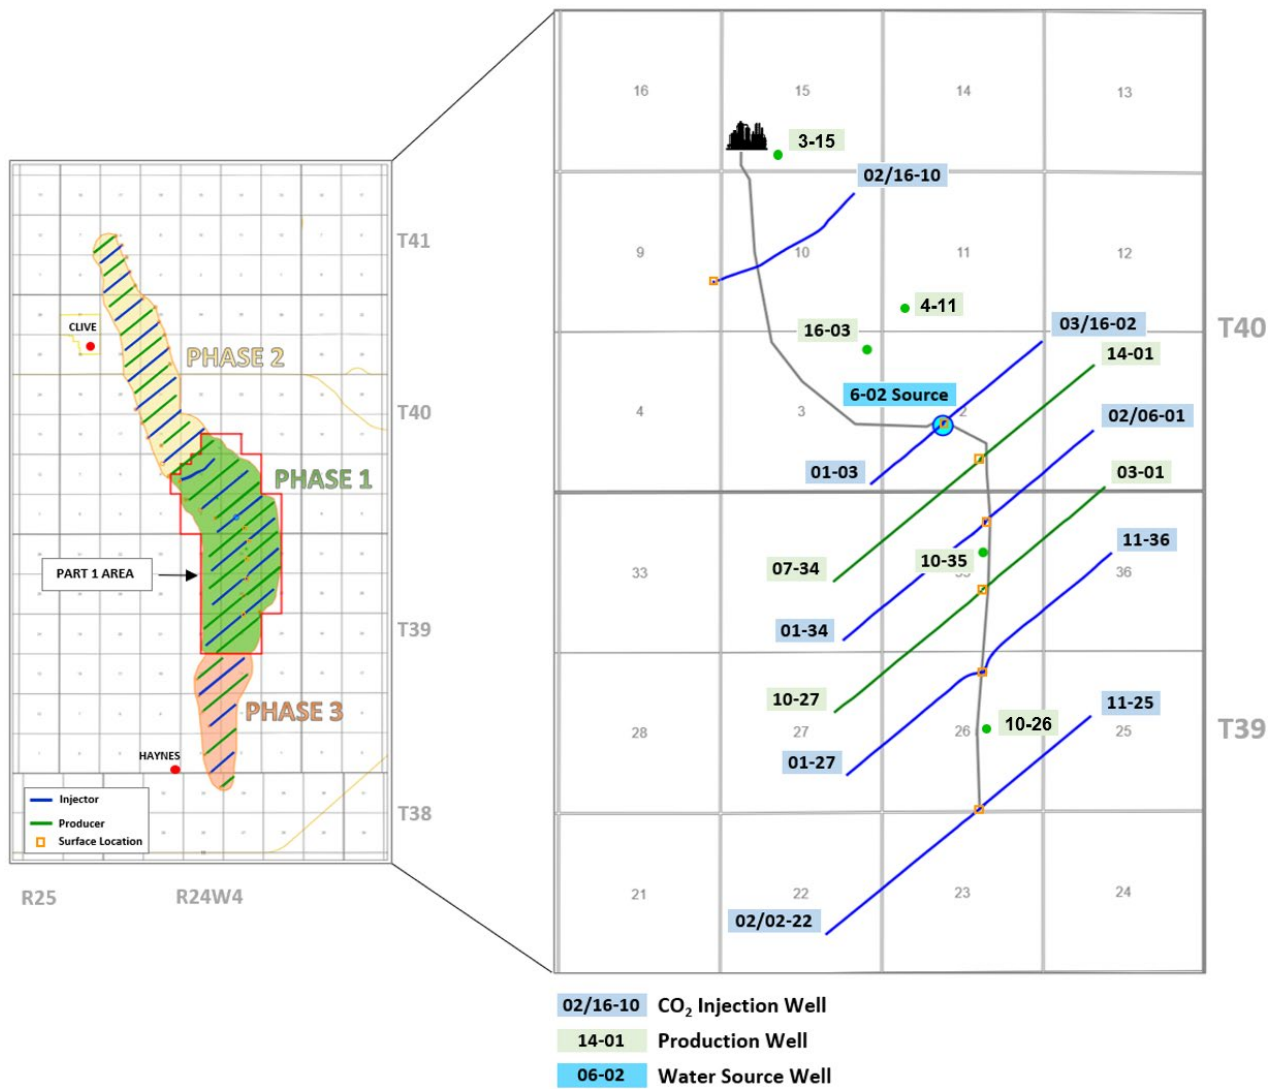 T41
CLIVE
PHASE 2
T40
PHASE 1
PART 1 AREA
T39
PHASE 3
HAYNES
Injector
Producer
Surface Location
T38
R25
R24W4
16
15
14
13
3-15
02/16-10
9
10
11
12
4-11
16-03
03/16-02
T40
14-01
6-02 Source
4
3
2
02/06-01
01-03
03-01
11-36
10-35
33
07-34
36
01-34
10-27
11-25
28
27
26
10-26
25
T39
01-27
21
22
23
24
02/02-22
02/16-10 CO₂ Injection Well
14-01 Production Well
06-02 Water Source Well